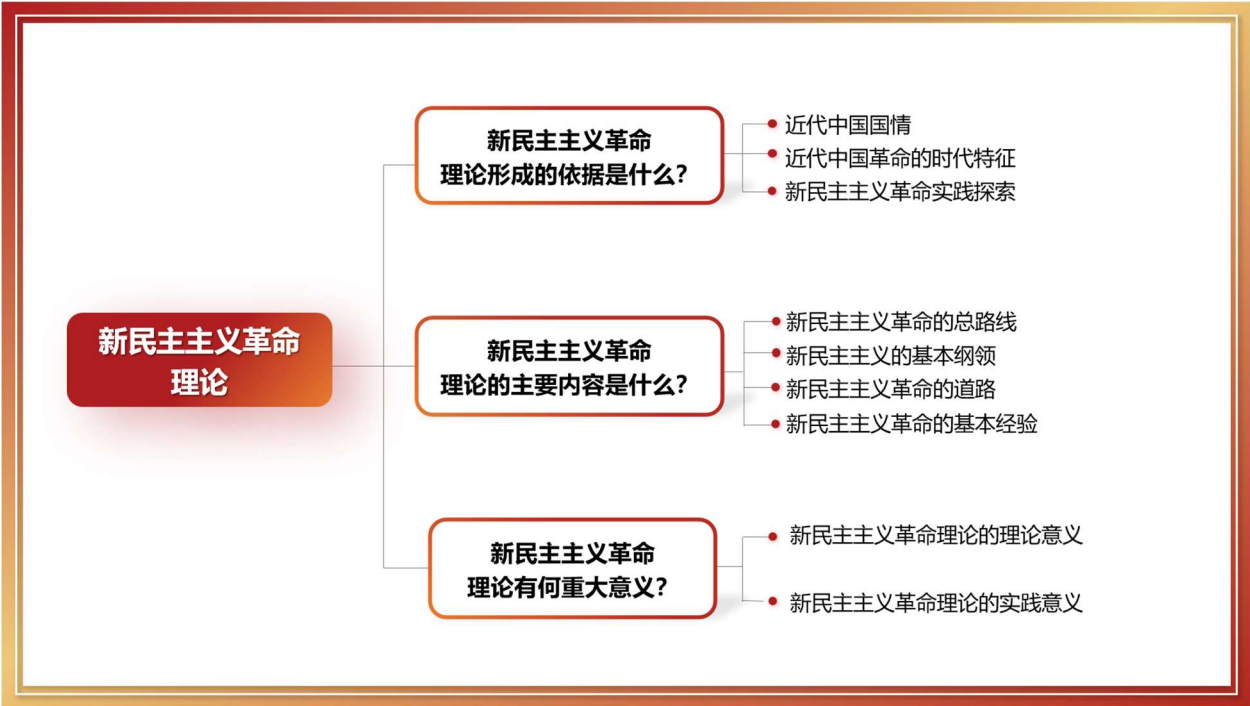 新民主主义革命
理论
新民主主义革命
理论形成的依据是什么？
近代中国国情
近代中国革命的时代特征
新民主主义革命实践探索
新民主主义革命
理论的主要内容是什么？
新民主主义革命的总路线
新民主主义的基本纲领
新民主主义革命的道路
新民主主义革命的基本经验
新民主主义革命
理论有何重大意义？
新民主主义革命理论的理论意义
新民主主义革命理论的实践意义